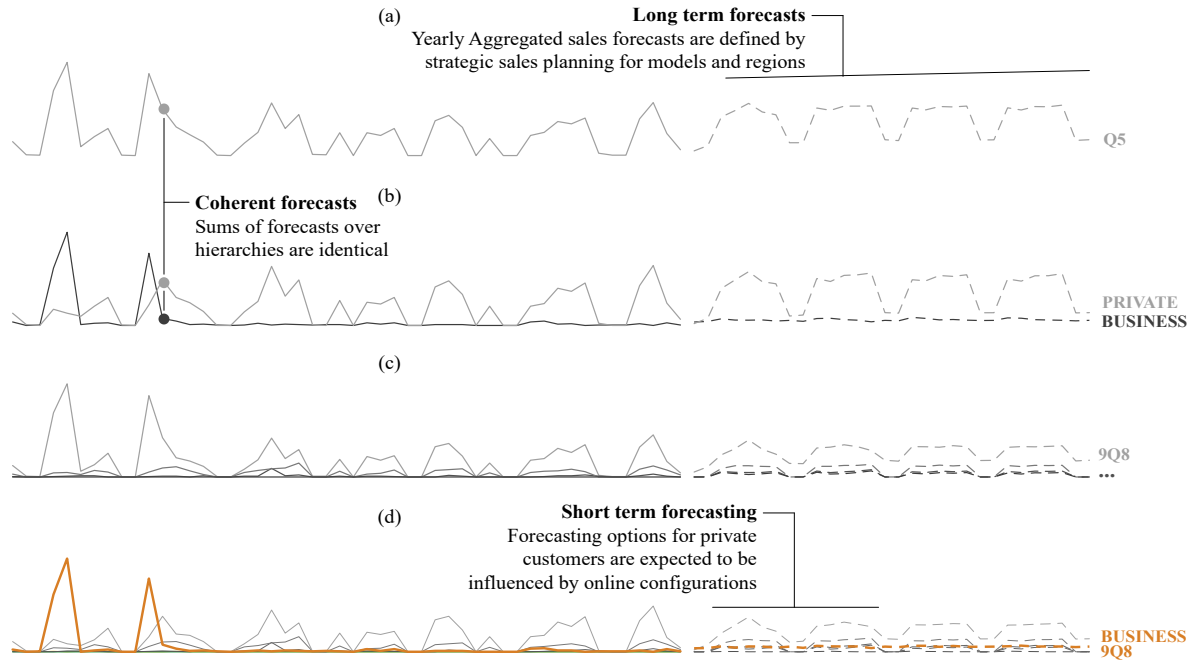 (a)
Long term forecasts
Yearly Aggregated sales forecasts are defined by
strategic sales planning for models and regions
Q5
(b)
Coherent forecasts
Sums of forecasts over
hierarchies are identical
PRIVATE
BUSINESS
(c)
9Q8
...
(d)
Short term forecasting
Forecasting options for private
customers are expected to be
influenced by online configurations
BUSINESS
9Q8